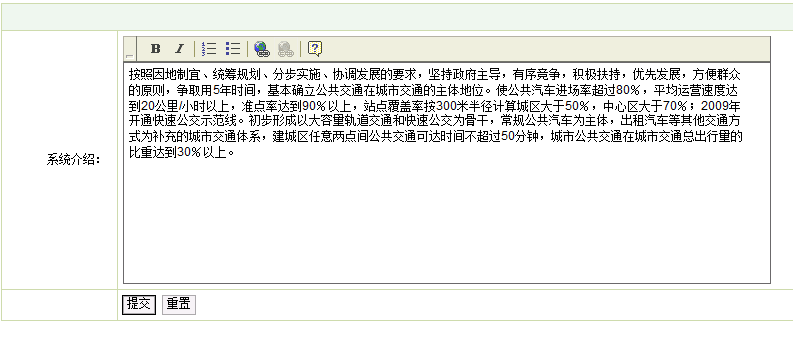 B I
按照因地制宜、统筹规划、分步实施、协调发展的要求，坚持政府主导，有序竞争，积极扶持，优先发展，方便群众
的原则，争取用5年时间，基本确立公共交通在城市交通的主体地位。使公共汽车进场率超过80%，平均运营速度达
到20公里/小时以上，准点率达到90%以上，站点覆盖率按300米半径计算城区大于50%，中心区大于70%；2009年
开通快速公交示范线。初步形成以大容量轨道交通和快速公交为骨干，常规公共汽车为主体，出租汽车等其他交通方
式为补充的城市交通体系，建城区任意两点间公共交通可达时间不超过50分钟，城市公共交通在城市交通总出行量的
比重达到30%以上。
系统介绍：
提交 重置